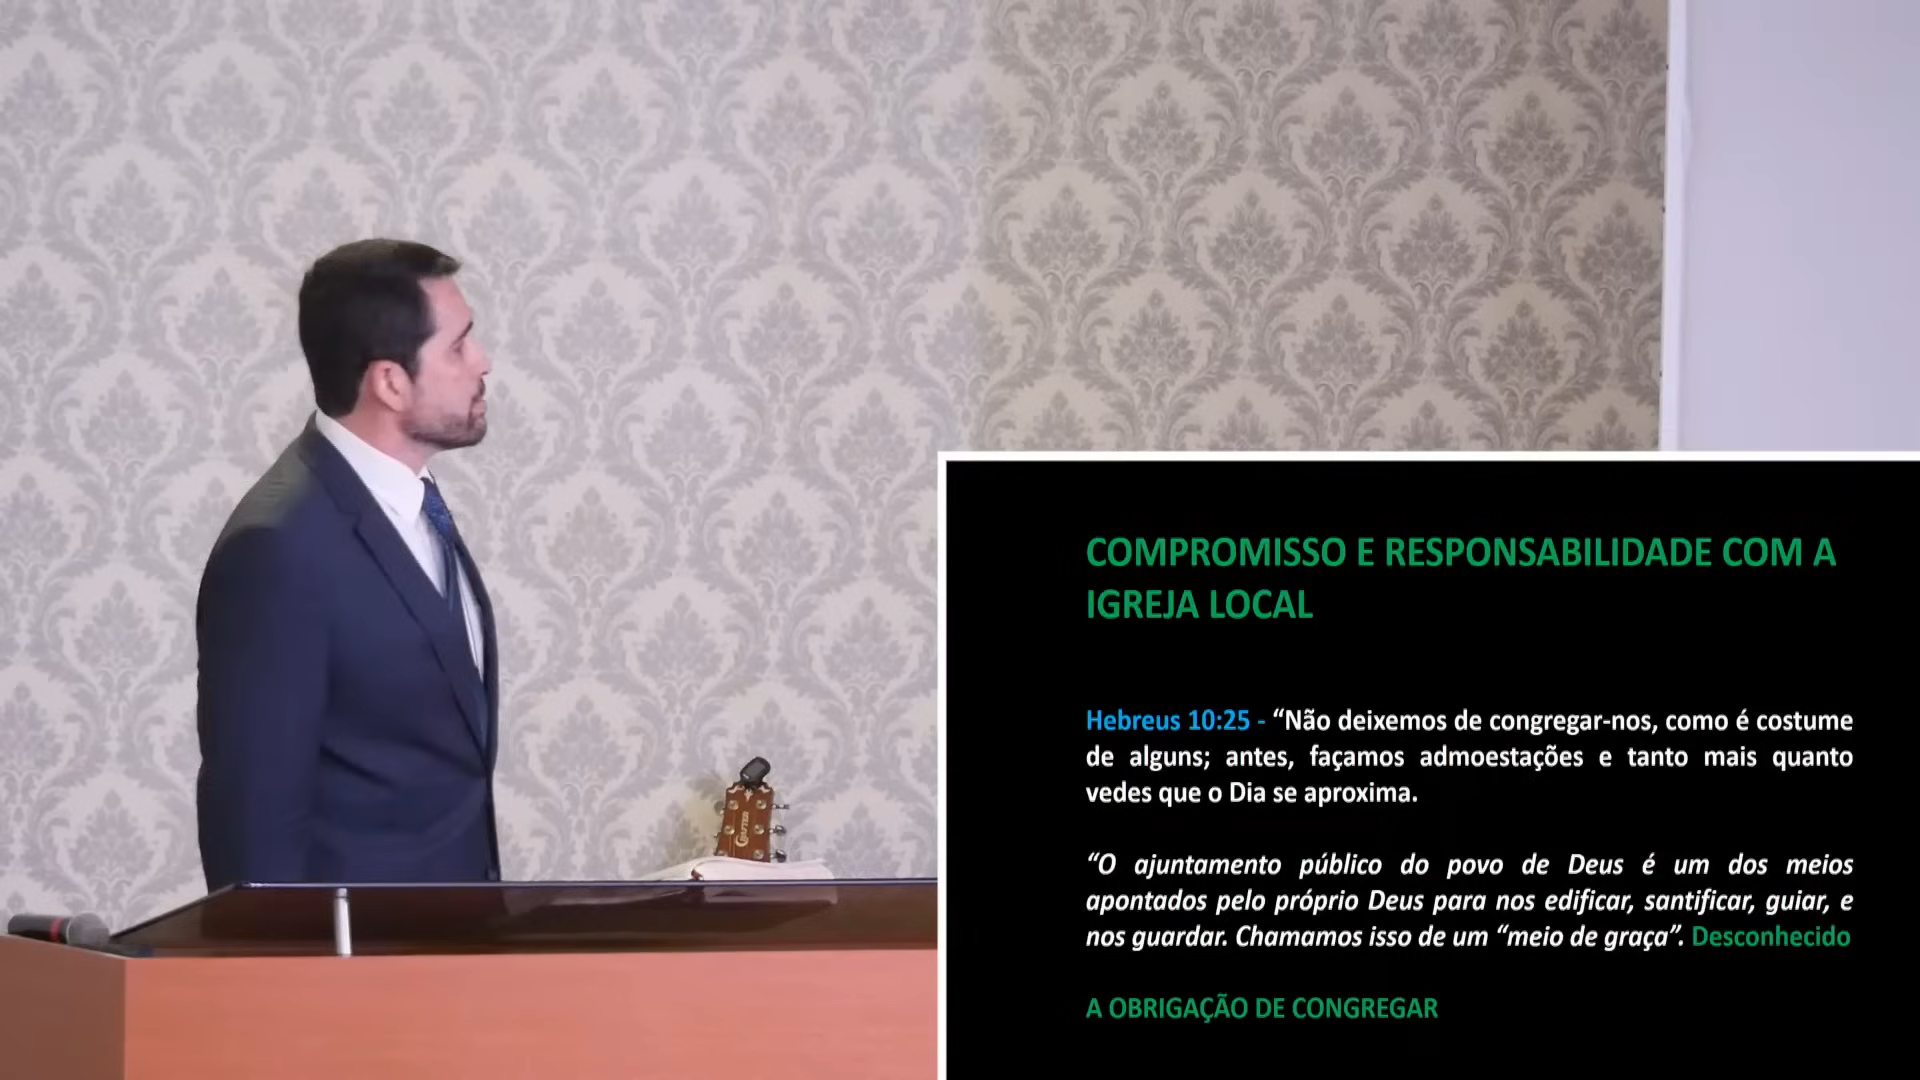 COMPROMISSO E RESPONSABILIDADE COM A
IGREJA LOCAL
Hebreus 10:25 - “Não deixemos de congregar-nos, como é costume
de alguns; antes, façamos admoestações e tanto mais quanto
vedes que o Dia se aproxima.
“O ajuntamento público do povo de Deus é um dos meios
apontados pelo próprio Deus para nos edificar, santificar, guiar, e
nos guardar. Chamamos isso de um “meio de graça”. Desconhecido
A OBRIGAÇÃO DE CONGREGAR
CRAFTER